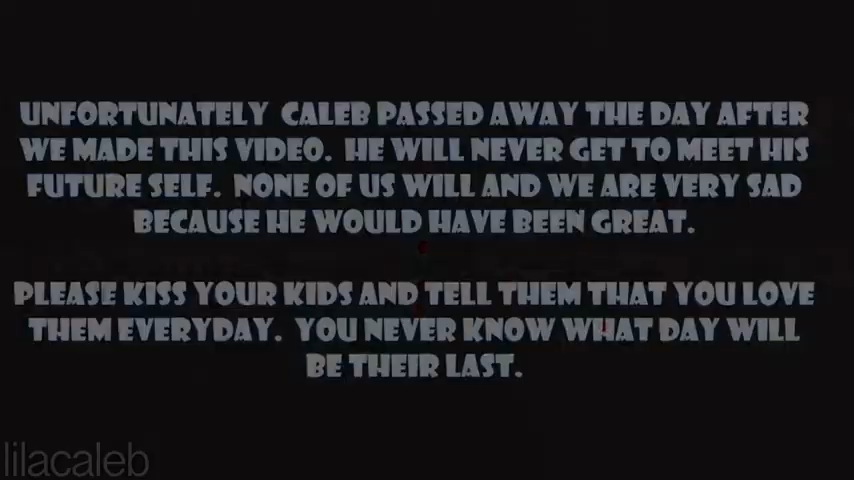 UNFORTUNATELY CALEB PASSED AWAY THE DAY AFTER
WE MADE THIS VIDEO. HE WILL NEVER GET TO MEET HIS
FUTURE SELF. NONE OF US WILL AND WE ARE VERY SAD
BECAUSE HE WOULD HAVE BEEN GREAT.
PLEASE KISS YOUR KIDS AND TELL THEM THAT YOU LOVE
THEM EVERYDAY. YOU NEVER KNOW WHAT DAY WILL
BE THEIR LAST.
lilacaleb